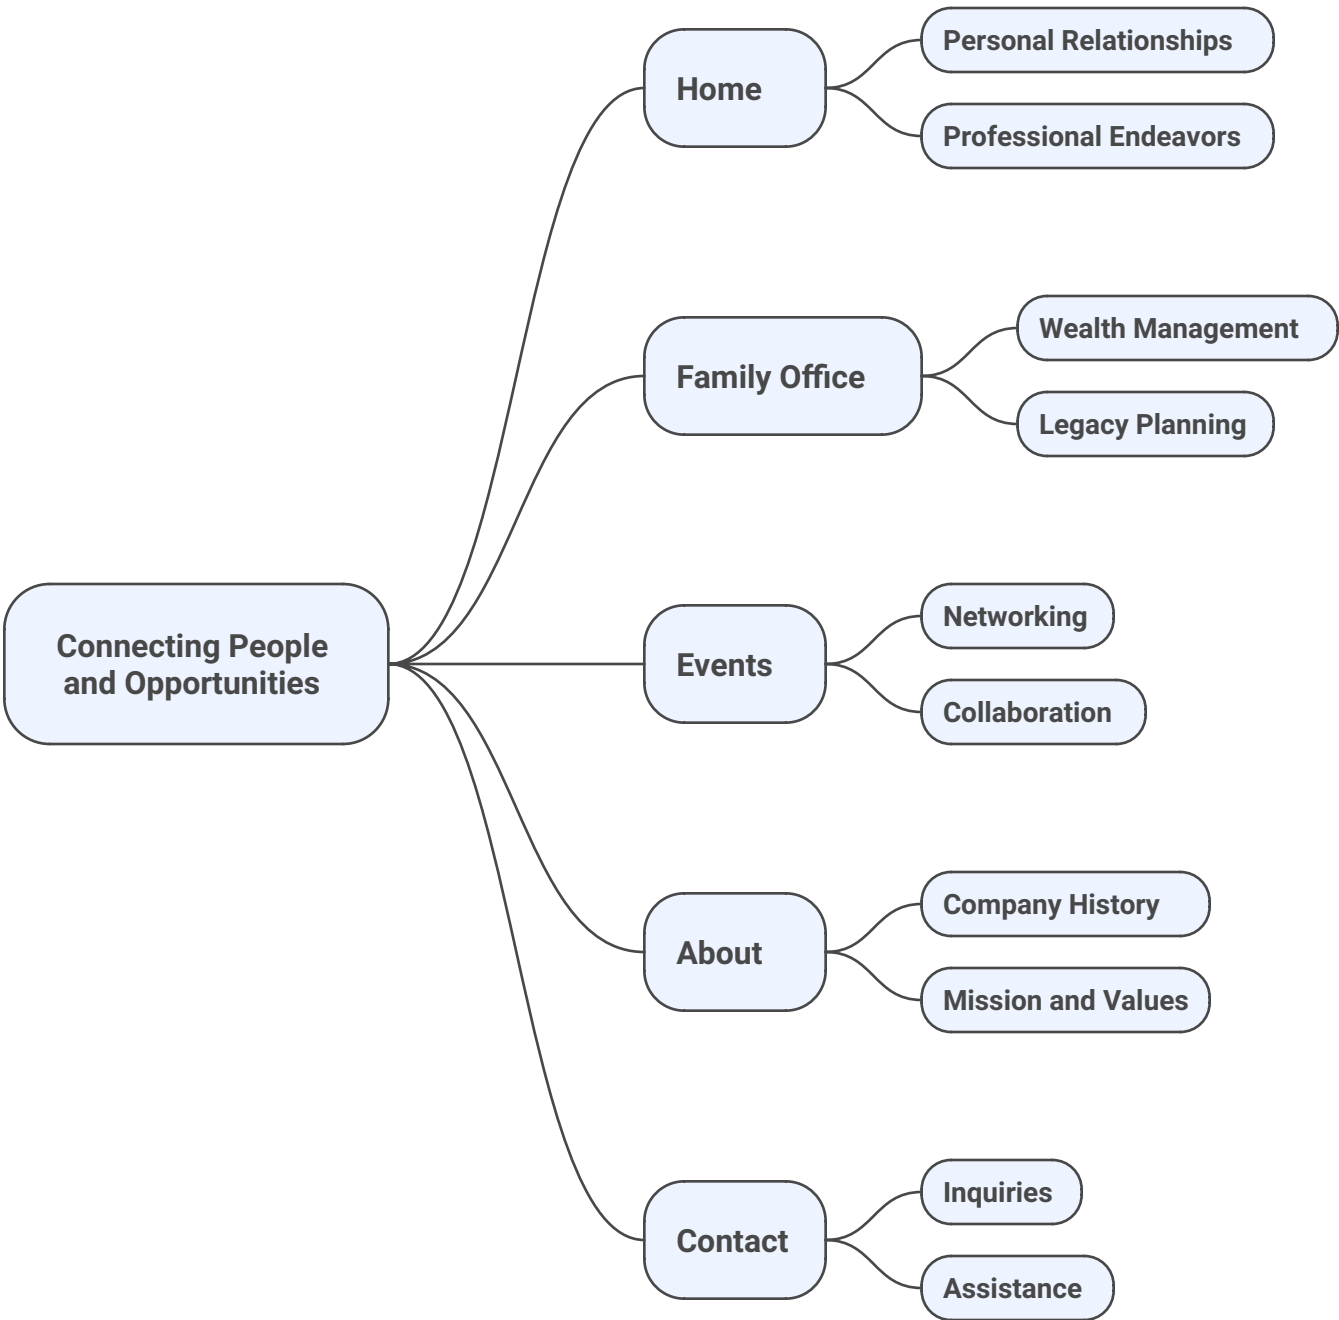 Connecting People
and Opportunities
Home
Personal Relationships
Professional Endeavors
Family Office
Wealth Management
Legacy Planning
Events
Networking
Collaboration
About
Company History
Mission and Values
Contact
Inquiries
Assistance